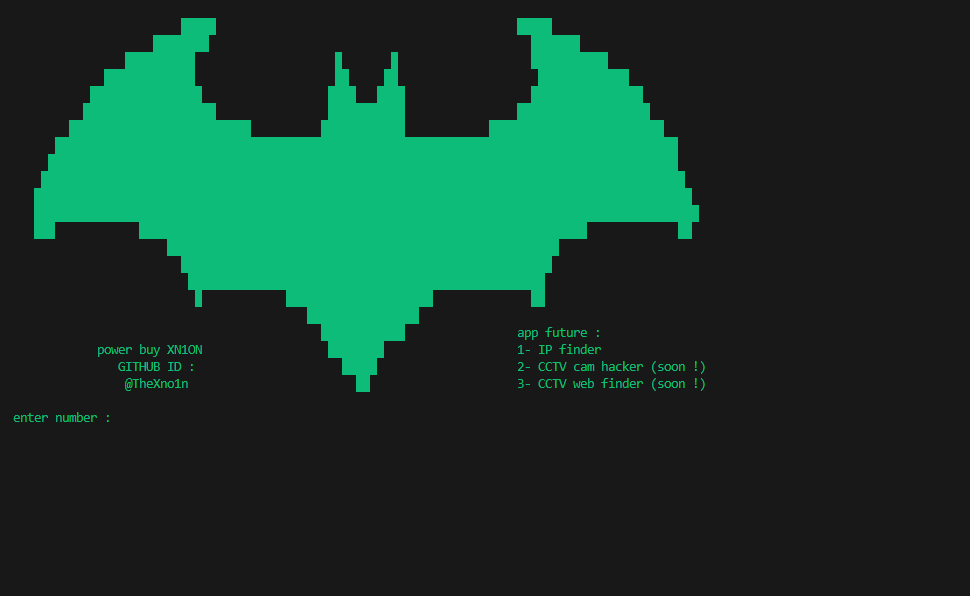 power buy XN1ON
GITHUB ID :
@TheXno1n
app future :
1- IP finder
2- CCTV cam hacker (soon !)
3- CCTV web finder (soon !)
enter number :